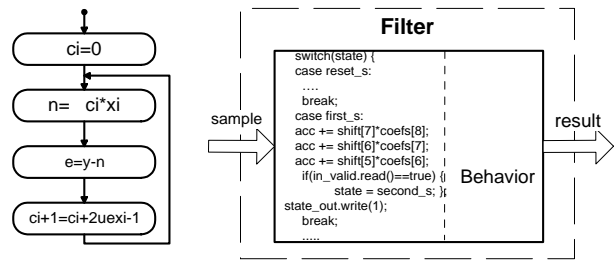 ci=0
n= ci*xi
e=y-n
ci+1=ci+2uexi-1
Filter
sample
switch(state) {
case reset_s:
....
break;
case first_s:
acc += shift[7]*coefs[8];
acc += shift[6]*coefs[7];
acc += shift[5]*coefs[6];
if(in_valid.read()==true) {
state = second_s; };
state_out.write(1);
break;
.....
Behavior
result